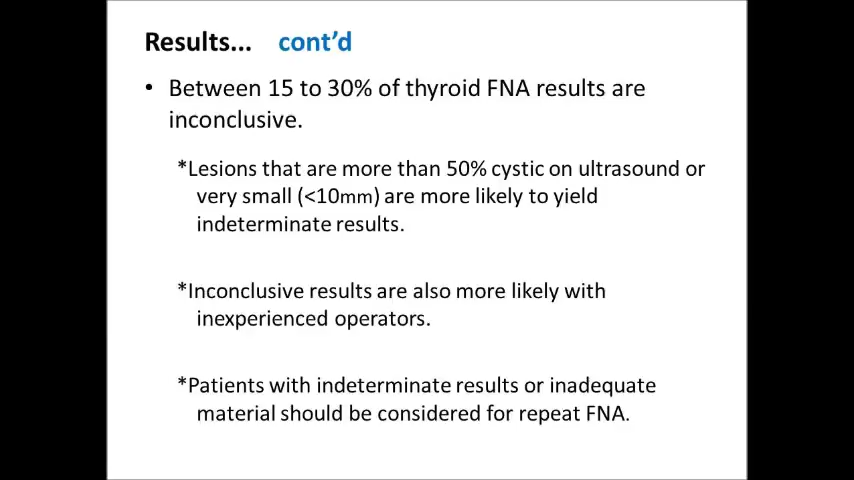 Results... cont’d
• Between 15 to 30% of thyroid FNA results are
inconclusive.
*Lesions that are more than 50% cystic on ultrasound or
very small (<10mm) are more likely to yield
indeterminate results.
*Inconclusive results are also more likely with
inexperienced operators.
*Patients with indeterminate results or inadequate
material should be considered for repeat FNA.